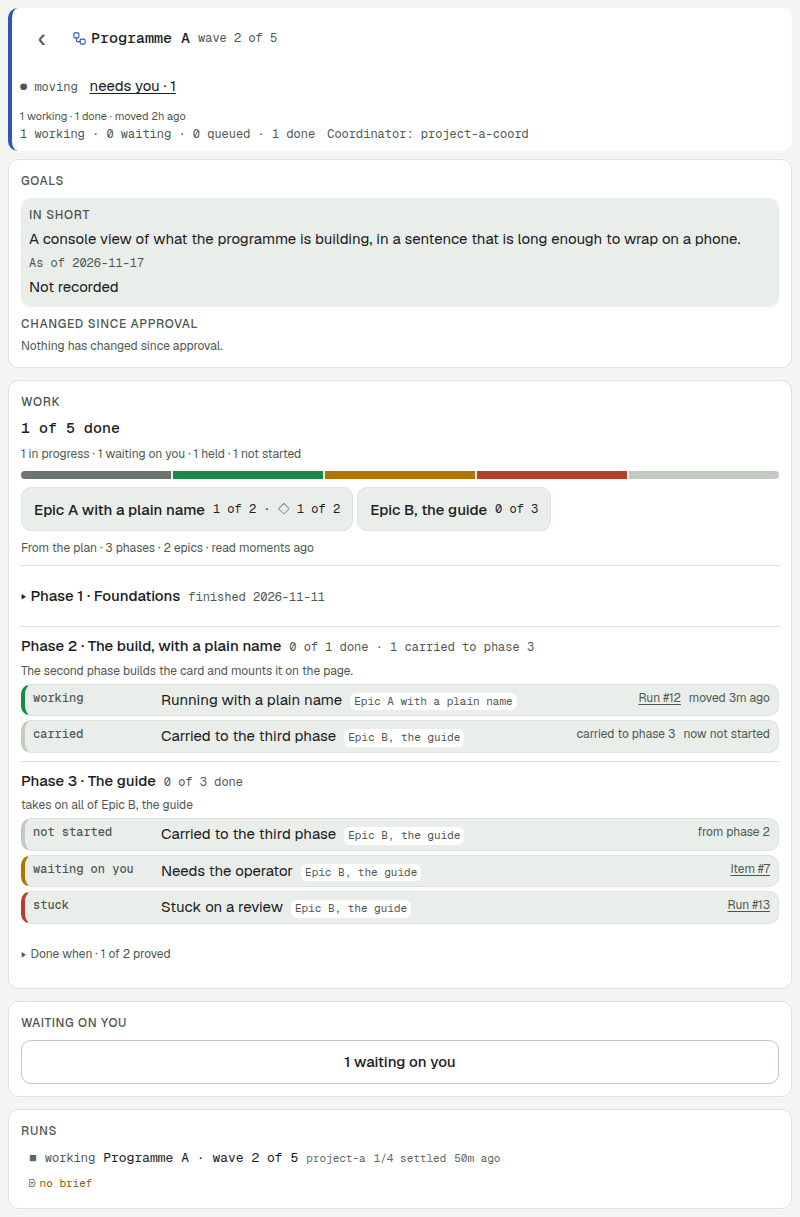 Programme A wave 2 of 5
moving needs you · 1
1 working · 1 done · moved 2h ago
1 working · 0 waiting · 0 queued · 1 done Coordinator: project-a-coord
GOALS
IN SHORT
A console view of what the programme is building, in a sentence that is long enough to wrap on a phone.
As of 2026-11-17
Not recorded
CHANGED SINCE APPROVAL
Nothing has changed since approval.
WORK
1 of 5 done
1 in progress · 1 waiting on you · 1 held · 1 not started
Epic A with a plain name 1 of 2 · ◇ 1 of 2 Epic B, the guide 0 of 3
From the plan · 3 phases · 2 epics · read moments ago
Phase 1 · Foundations finished 2026-11-11
Phase 2 · The build, with a plain name 0 of 1 done · 1 carried to phase 3
The second phase builds the card and mounts it on the page.
working Running with a plain name Epic A with a plain name Run #12 moved 3m ago
carried Carried to the third phase Epic B, the guide carried to phase 3 now not started
Phase 3 · The guide 0 of 3 done
takes on all of Epic B, the guide
not started Carried to the third phase Epic B, the guide from phase 2
waiting on you Needs the operator Epic B, the guide Item #7
stuck Stuck on a review Epic B, the guide Run #13
Done when · 1 of 2 proved
WAITING ON YOU
1 waiting on you
RUNS
working Programme A · wave 2 of 5 project-a 1/4 settled 50m ago
no brief